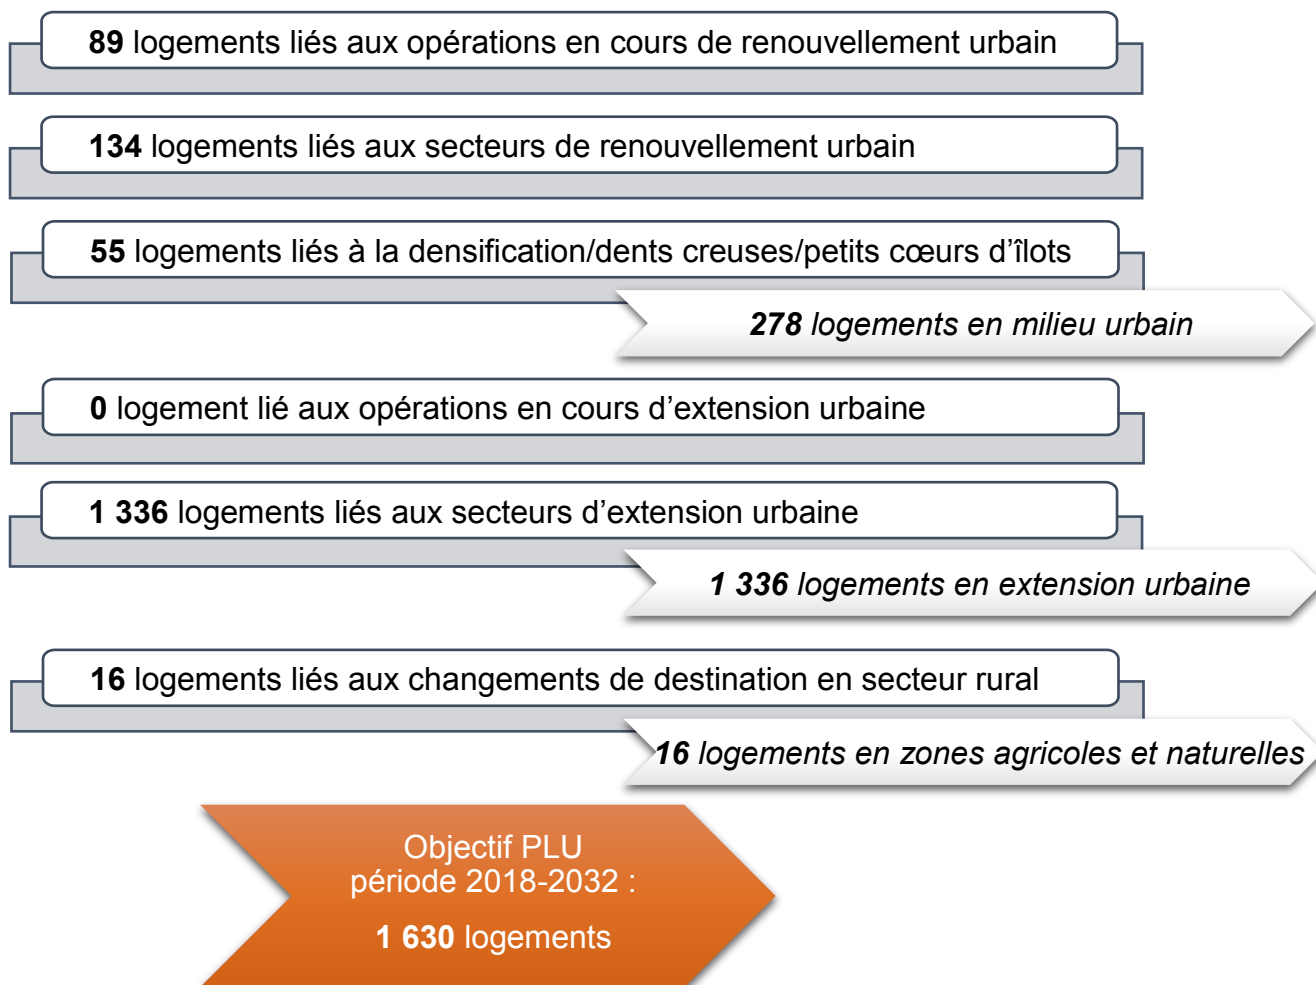 89 logements liés aux opérations en cours de renouvellement urbain
134 logements liés aux secteurs de renouvellement urbain
55 logements liés à la densification/dents creuses/petits cœurs d’îlots
278 logements en milieu urbain
0 logement lié aux opérations en cours d’extension urbaine
1 336 logements liés aux secteurs d’extension urbaine
1 336 logements en extension urbaine
16 logements liés aux changements de destination en secteur rural
16 logements en zones agricoles et naturelles
Objectif PLU
période 2018-2032 :
1 630 logements